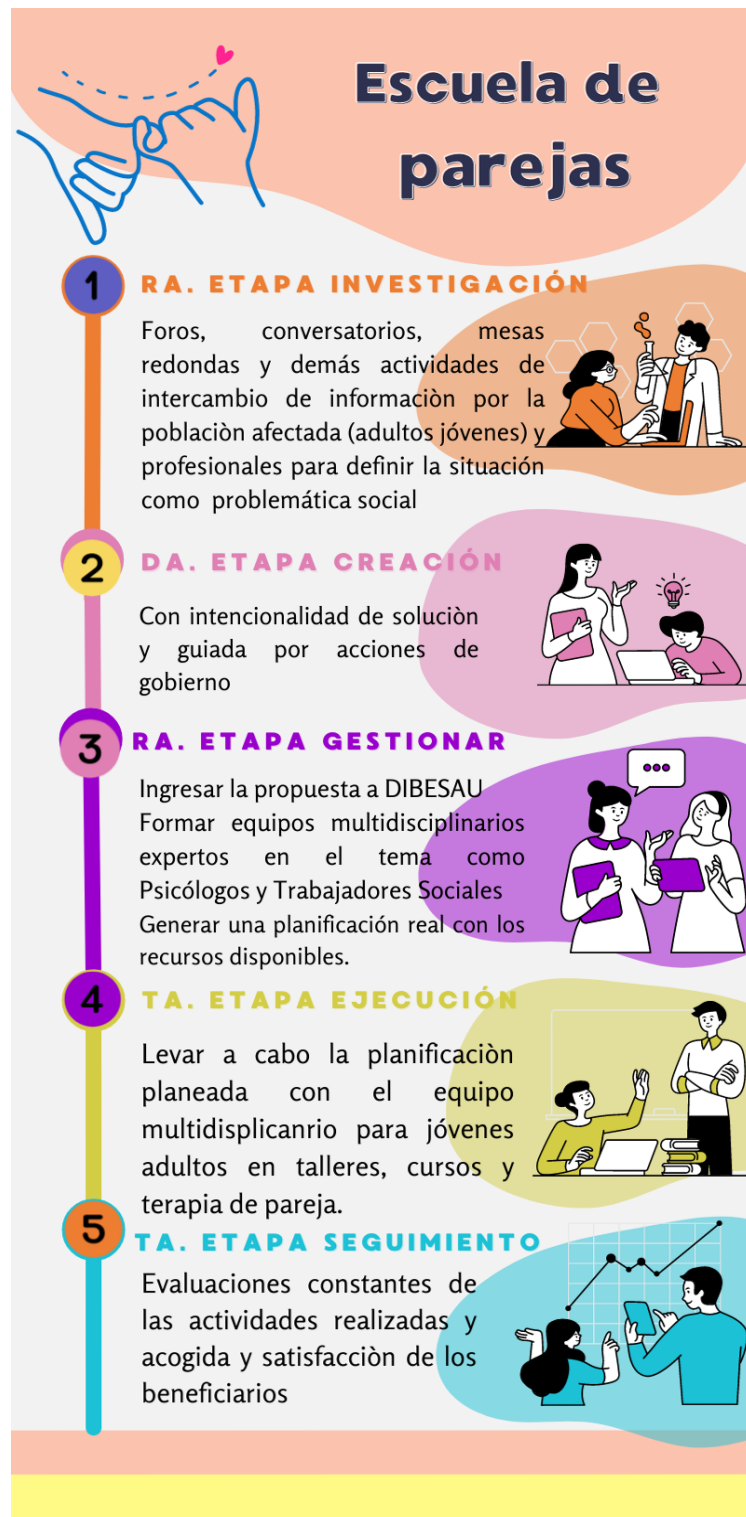 Escuela de
parejas
1 RA. ETAPA INVESTIGACIÓN
Foros, conversatorios, mesas
redondas y demás actividades de
intercambio de informaciòn por la
poblaciòn afectada (adultos jóvenes) y
profesionales para definir la situación
como problemática social
2 DA. ETAPA CREACIÓN
Con intencionalidad de soluciòn
y guiada por acciones de
gobierno
3 RA. ETAPA GESTIONAR
Ingresar la propuesta a DIBESAU
Formar equipos multidisciplinarios
expertos en el tema como
Psicólogos y Trabajadores Sociales
Generar una planificación real con los
recursos disponibles.
4 TA. ETAPA EJECUCIÓN
Levar a cabo la planificaciòn
planeada con el equipo
multidisplicanrio para jóvenes
adultos en talleres, cursos y
terapia de pareja.
5 TA. ETAPA SEGUIMIENTO
Evaluaciones constantes de
las actividades realizadas y
acogida y satisfacciòn de los
beneficiarios